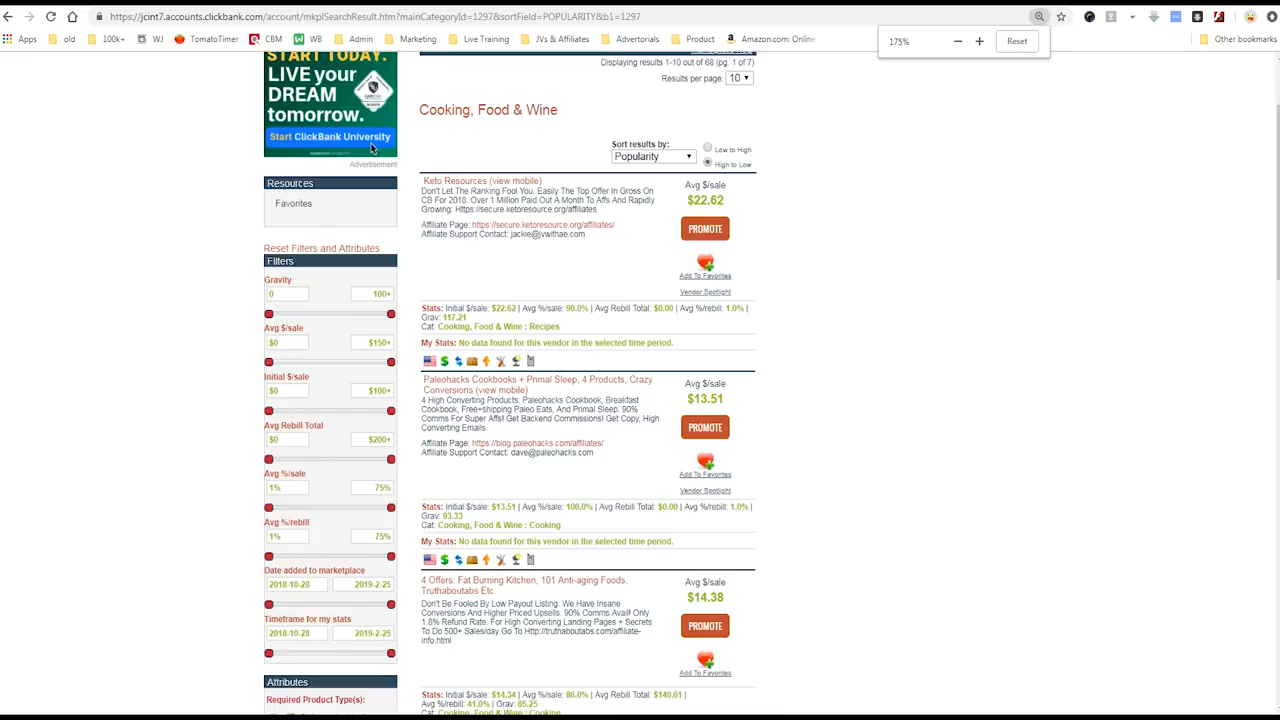 https://jcint7.accounts.clickbank.com/account/mkplSearchResult.htm?mainCategoryId=1297&sortField=POPULARITY&b1=1297
Apps old 100k+ WJ TomatoTimer CBM WB Admin Marketing Live Training JVs & Affiliates Advertorials Product Amazon.com: Online Other bookmarks
175% Reset
START TODAY.
LIVE your
DREAM
tomorrow.
Start ClickBank University
Advertisement
Resources
Favorites
Reset Filters and Attributes
Filters
Gravity
0 100+
Avg $/sale
$0 $150+
Initial $/sale
$0 $100+
Avg Rebill Total
$0 $200+
Avg %/sale
1% 75%
Avg %/rebill
1% 75%
Date added to marketplace
2018-10-28 2019-2-25
Timeframe for my stats
2018-10-28 2019-2-25
Attributes
Required Product Type(s):
Displaying results 1-10 out of 68 (pg. 1 of 7)
Results per page: 10
Cooking, Food & Wine
Sort results by:
Popularity
Low to High
High to Low
Keto Resources (view mobile)
Don't Let The Ranking Fool You. Easily The Top Offer In Gross On
CB For 2018. Over 1 Million Paid Out A Month To Affs And Rapidly
Growing: Https://secure.ketoresource.org/affiliates
Affiliate Page: https://secure.ketoresource.org/affiliates/
Affiliate Support Contact: jackie@jvwithae.com
Avg $/sale
$22.62
PROMOTE
Add To Favorites
Vendor Spotlight
Stats: Initial $/sale: $22.62 | Avg %/sale: 90.0% | Avg Rebill Total: $0.00 | Avg %/rebill: 1.0% |
Grav: 117.21
Cat: Cooking, Food & Wine : Recipes
My Stats: No data found for this vendor in the selected time period.
Paleohacks Cookbooks + Primal Sleep, 4 Products, Crazy
Conversions (view mobile)
4 High Converting Products: Paleohacks Cookbook, Breakfast
Cookbook, Free+shipping Paleo Eats, And Primal Sleep. 90%
Comms For Super Affs! Get Backend Commissions! Get Copy, High
Converting Emails.
Affiliate Page: https://blog.paleohacks.com/affiliates/
Affiliate Support Contact: dave@paleohacks.com
Avg $/sale
$13.51
PROMOTE
Add To Favorites
Vendor Spotlight
Stats: Initial $/sale: $13.51 | Avg %/sale: 100.0% | Avg Rebill Total: $0.00 | Avg %/rebill: 1.0% |
Grav: 93.33
Cat: Cooking, Food & Wine : Cooking
My Stats: No data found for this vendor in the selected time period.
4 Offers: Fat Burning Kitchen, 101 Anti-aging Foods,
Truthaboutabs Etc
Don't Be Fooled By Low Payout Listing. We Have Insane
Conversions And Higher Priced Upsells. 90% Comms Avail! Only
1.8% Refund Rate. For High Converting Landing Pages + Secrets
To Do 500+ Sales/day Go To Http://truthaboutabs.com/affiliate-
info.html
Avg $/sale
$14.38
PROMOTE
Add To Favorites
Stats: Initial $/sale: $14.34 | Avg %/sale: 86.0% | Avg Rebill Total: $140.61 |
Avg %/rebill: 41.0% | Grav: 85.25
Cat: Cooking, Food & Wine : Cooking